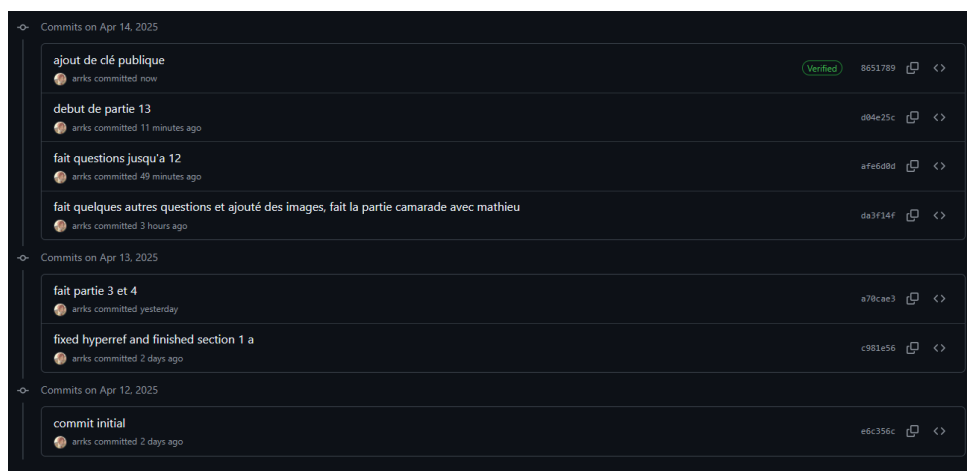 Commits on Apr 14, 2025
ajout de clé publique
arrks committed now
Verified
8651789
debut de partie 13
arrks committed 11 minutes ago
d04e25c
fait questions jusqu'a 12
arrks committed 49 minutes ago
afe6d0d
fait quelques autres questions et ajouté des images, fait la partie camarade avec mathieu
arrks committed 3 hours ago
da3f14f
Commits on Apr 13, 2025
fait partie 3 et 4
arrks committed yesterday
a70cae3
fixed hyperref and finished section 1 a
arrks committed 2 days ago
c981e56
Commits on Apr 12, 2025
commit initial
arrks committed 2 days ago
e6c356c